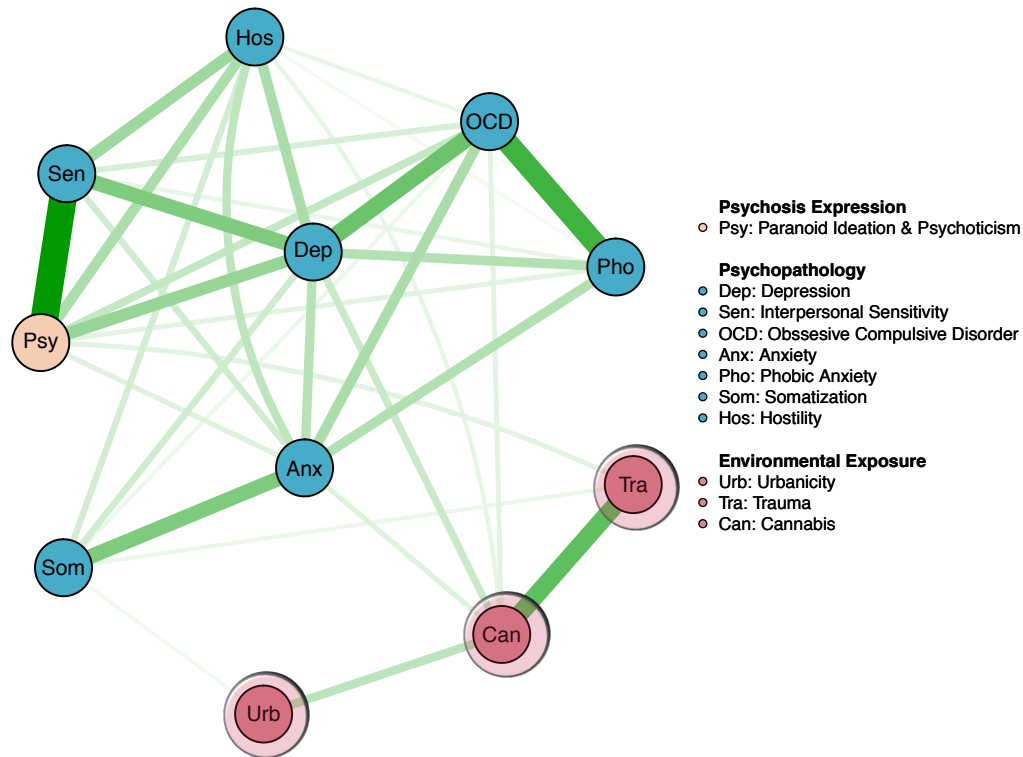 Hos
OCD
Sen
Dep
Pho
Psy
Anx
Tra
Som
Can
Urb
Psychosis Expression
Psy: Paranoid Ideation & Psychoticism
Psychopathology
Dep: Depression
Sen: Interpersonal Sensitivity
OCD: Obssesive Compulsive Disorder
Anx: Anxiety
Pho: Phobic Anxiety
Som: Somatization
Hos: Hostility
Environmental Exposure
Urb: Urbanicity
Tra: Trauma
Can: Cannabis